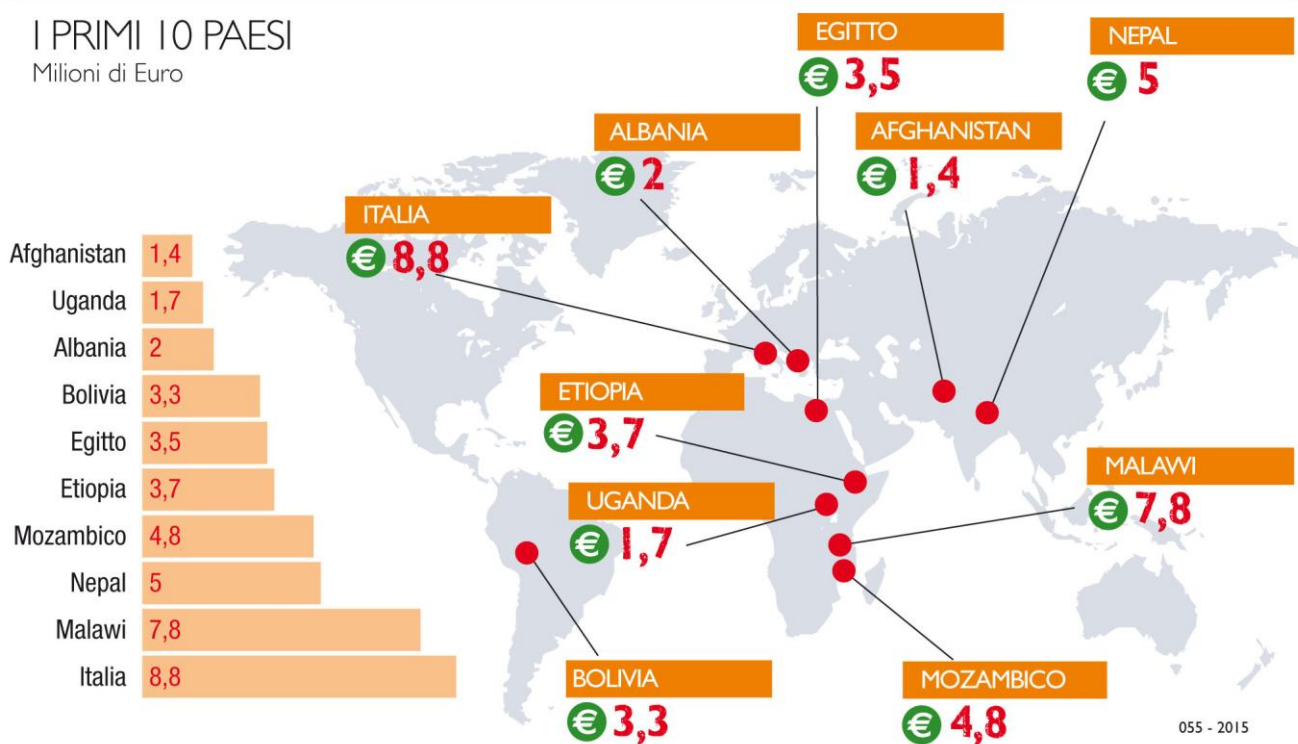 I PRIMI 10 PAESI
Milioni di Euro
EGITTO
€ 3,5
NEPAL
€ 5
ALBANIA
€ 2
AFGHANISTAN
€ 1,4
ITALIA
€ 8,8
Afghanistan 1,4
Uganda 1,7
Albania 2
Bolivia 3,3
Egitto 3,5
Etiopia 3,7
Mozambico 4,8
Nepal 5
Malawi 7,8
Italia 8,8
ETIOPIA
€ 3,7
UGANDA
€ 1,7
MALAWI
€ 7,8
BOLIVIA
€ 3,3
MOZAMBICO
€ 4,8
055 - 2015